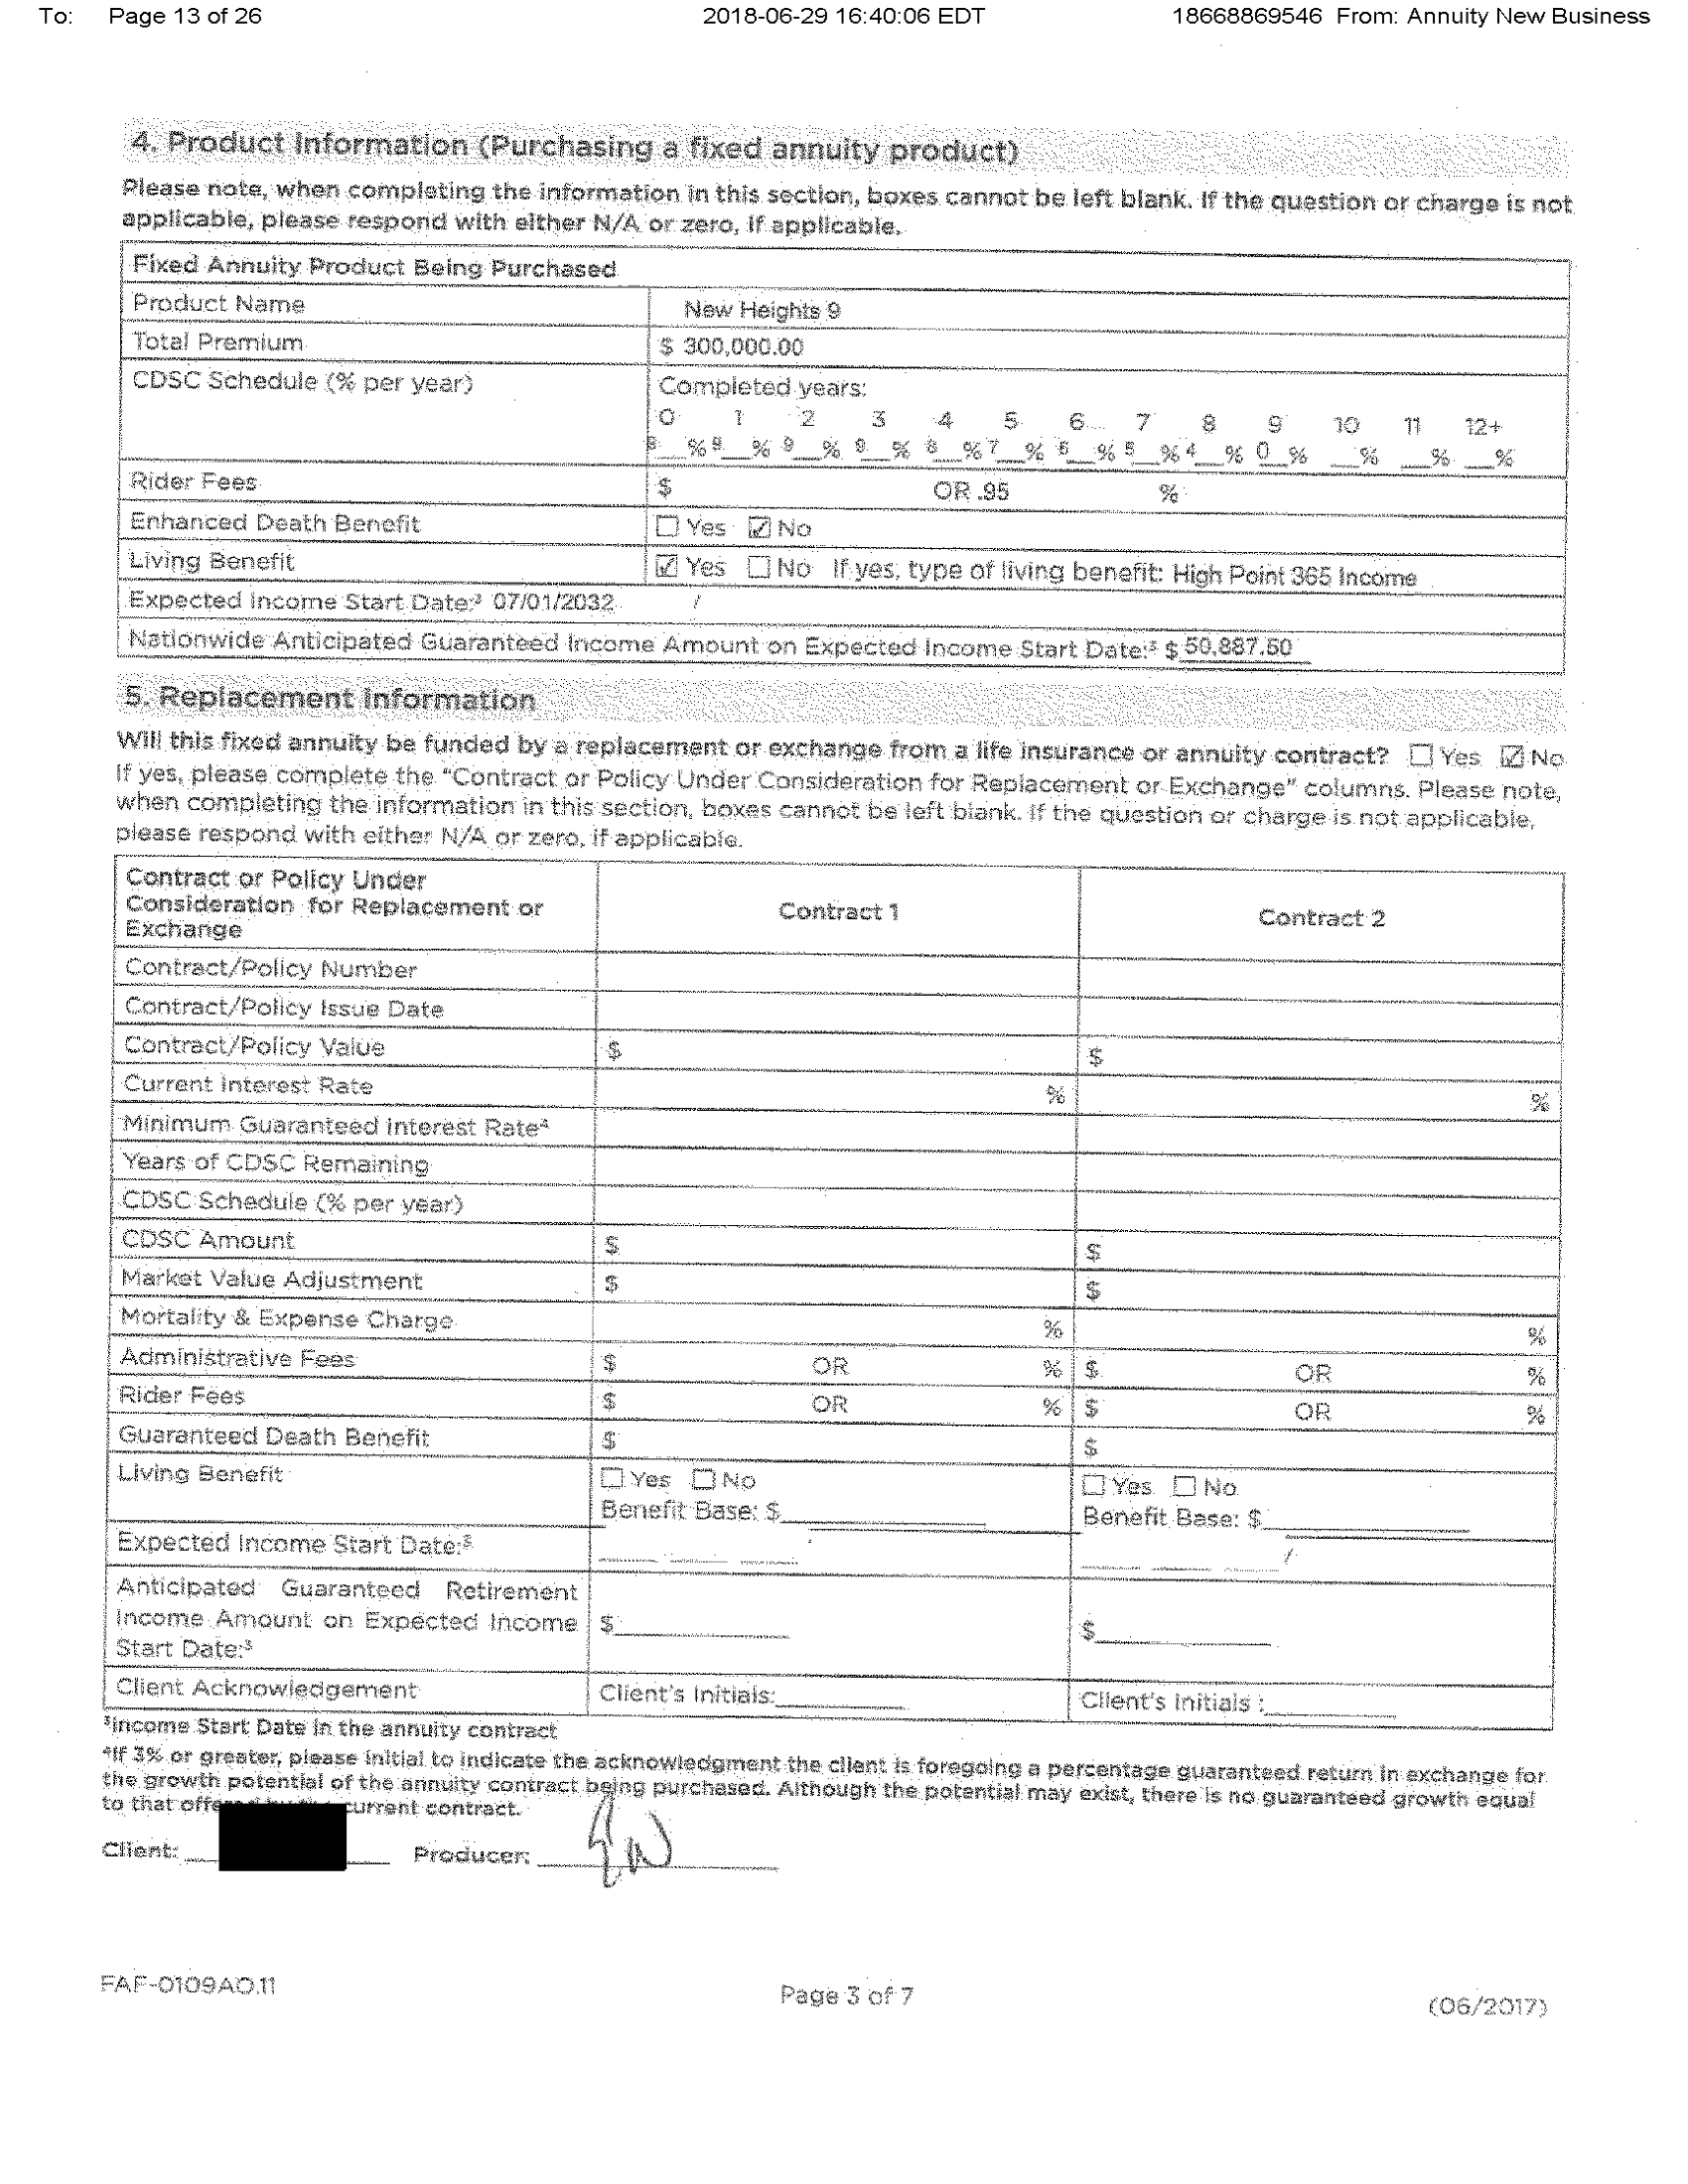 To: Page 13 of 26 2018-06-29 16:40:06 EDT 18668869546 From: Annuity New Business
4. Product Information (Purchasing a fixed annuity product)
Please note, when completing the information in this section, boxes cannot be left blank. If the question or charge is not
applicable, please respond with either N/A or zero, if applicable.
Fixed Annuity Product Being Purchased
Product Name New Heights 9
Total Premium $ 300,000.00
CDSC Schedule (% per year) Completed years:
0 1 2 3 4 5 6 7 8 9 10 11 12+
% % 9 % % 8 % 7 % 6 % 5 % 4 % 0 % % % %
Rider Fees $ OR .95 %
Enhanced Death Benefit ☐ Yes ☑ No
Living Benefit ☑ Yes ☐ No If yes, type of living benefit: High Point 365 Income
Expected Income Start Date:³ 07/01/2032 /
Nationwide Anticipated Guaranteed Income Amount on Expected Income Start Date:³ $ 50,887.50
5. Replacement Information
Will this fixed annuity be funded by a replacement or exchange from a life insurance or annuity contract? ☐ Yes ☑ No
If yes, please complete the "Contract or Policy Under Consideration for Replacement or Exchange" columns. Please note,
when completing the information in this section, boxes cannot be left blank. If the question or charge is not applicable,
please respond with either N/A or zero, if applicable.
Contract or Policy Under
Consideration for Replacement or
Exchange
Contract 1 Contract 2
Contract/Policy Number
Contract/Policy Issue Date
Contract/Policy Value $ $
Current Interest Rate % %
Minimum Guaranteed Interest Rate⁴
Years of CDSC Remaining
CDSC Schedule (% per year)
CDSC Amount $ $
Market Value Adjustment $ $
Mortality & Expense Charge % %
Administrative Fees $ OR % $ OR %
Rider Fees $ OR % $ OR %
Guaranteed Death Benefit $ $
Living Benefit ☐ Yes ☐ No ☐ Yes ☐ No
Benefit Base: $ Benefit Base: $
Expected Income Start Date:³ /
Anticipated Guaranteed Retirement
Income Amount on Expected Income $ $
Start Date:³
Client Acknowledgement Client's Initials: Client's Initials :
³Income Start Date in the annuity contract
⁴If 3% or greater, please initial to indicate the acknowledgment the client is foregoing a percentage guaranteed return in exchange for
the growth potential of the annuity contract being purchased. Although the potential may exist, there is no guaranteed growth equal
to that current contract.
Client: Producer:
FAF-0109AO.11 Page 3 of 7 (06/2017)